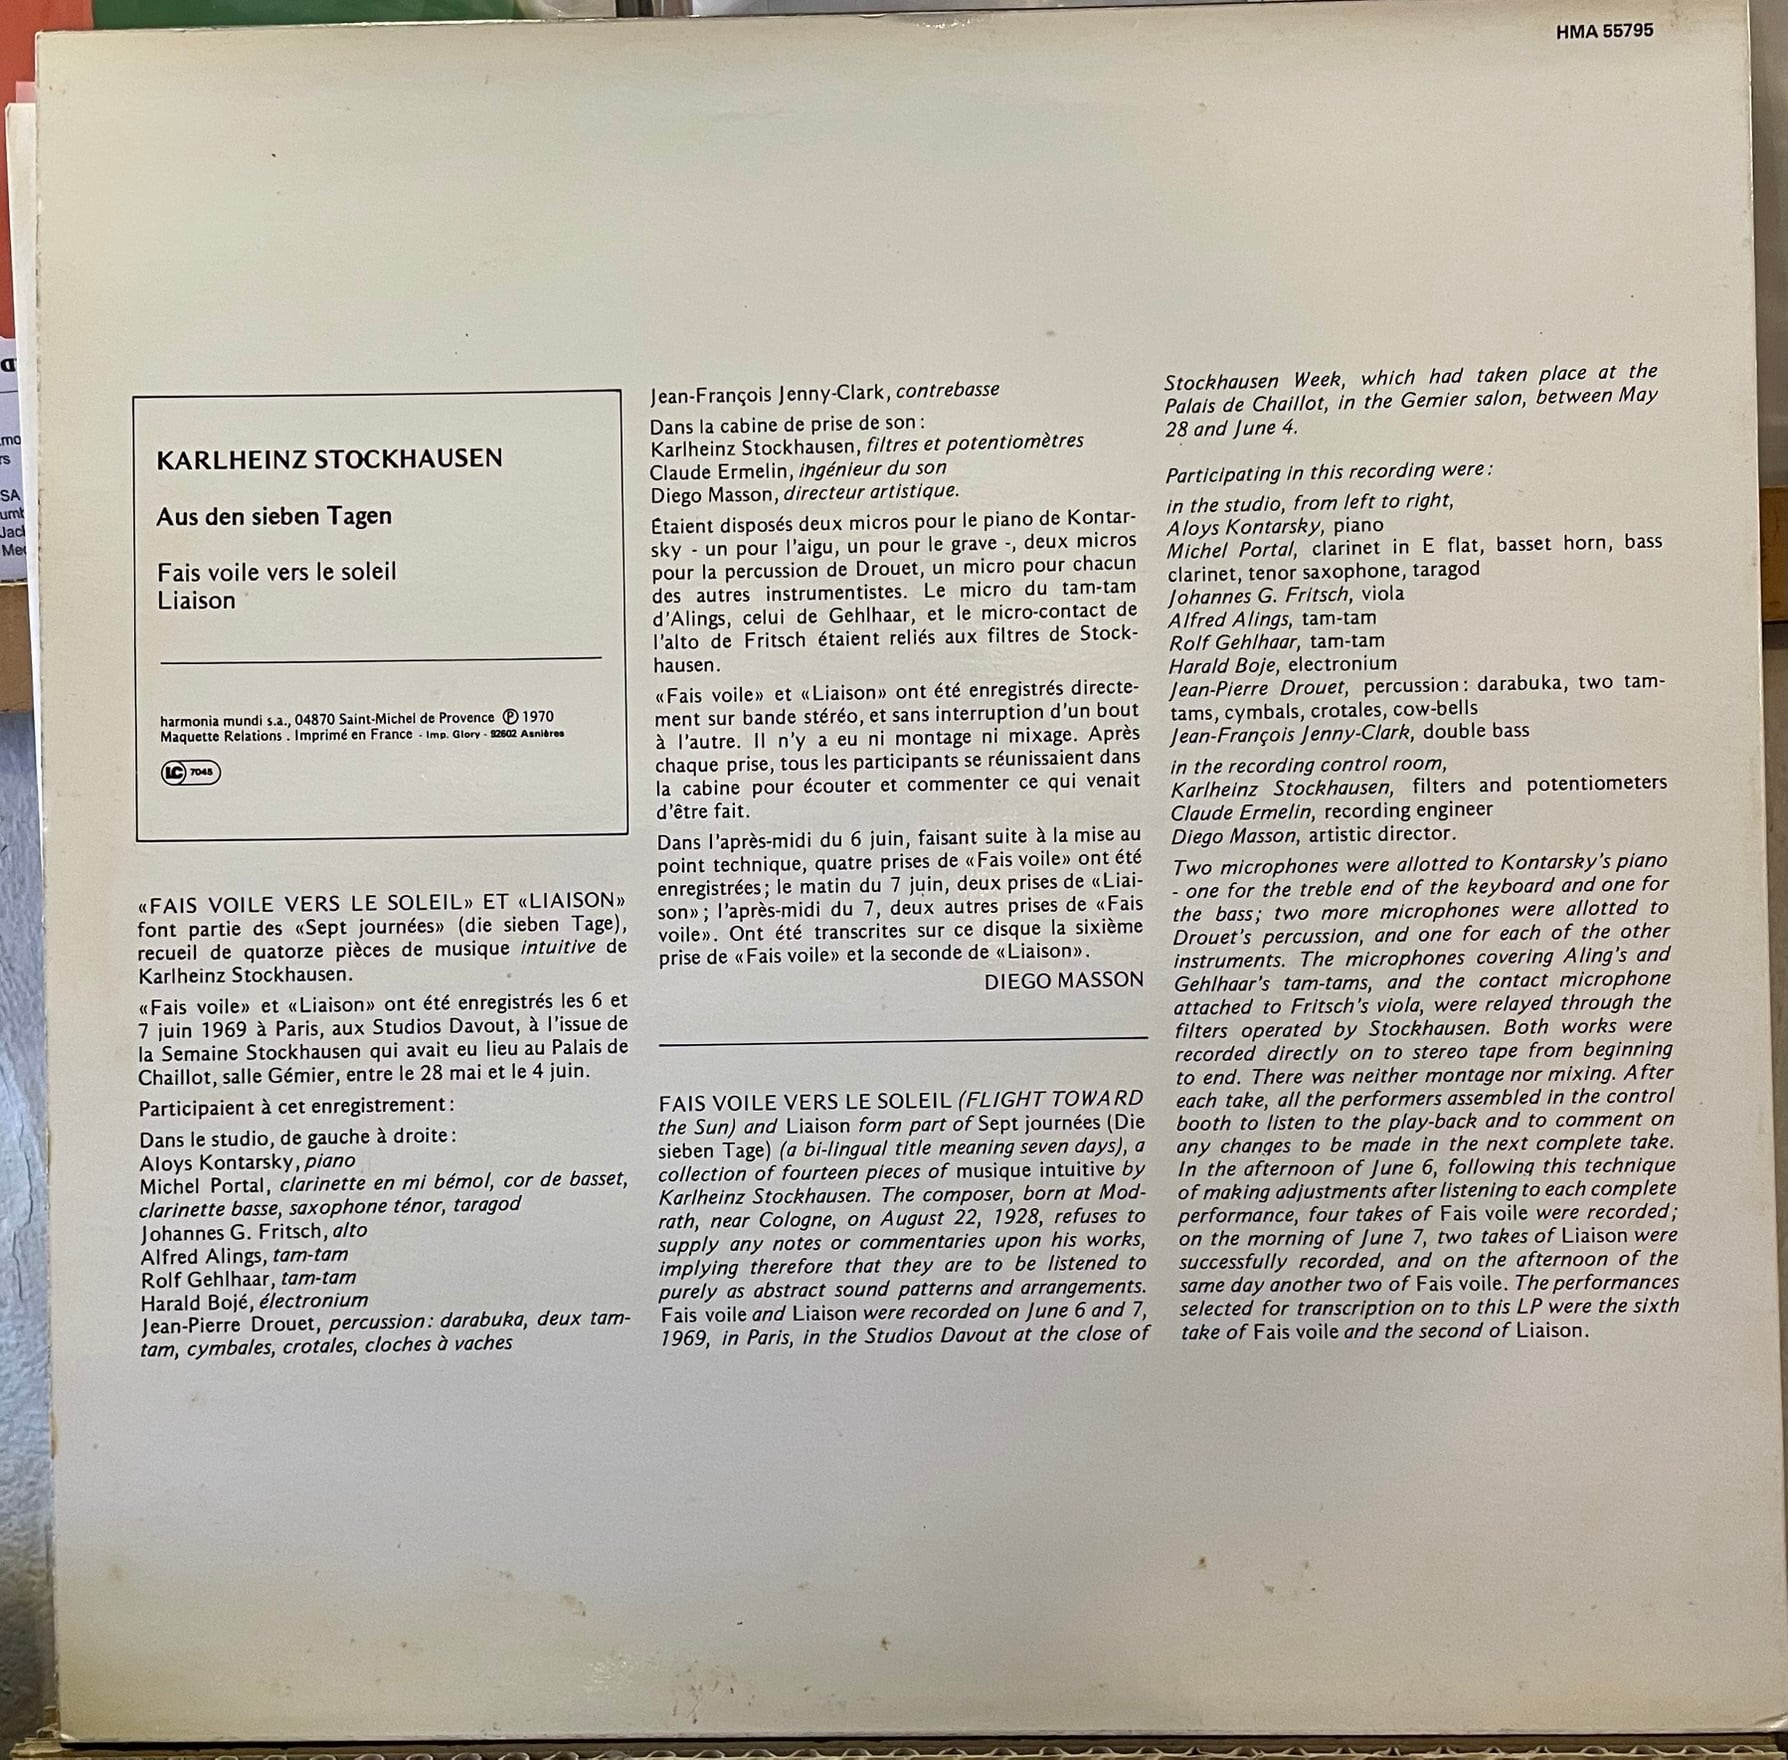 HMA 55795
KARLHEINZ STOCKHAUSEN
Aus den sieben Tagen
Fais voile vers le soleil
Liaison
harmonia mundi s.a., 04870 Saint-Michel de Provence Ⓟ 1970
Maquette Relations . Imprimé en France - Imp. Glory - 92602 Asnières
LC 7045
«FAIS VOILE VERS LE SOLEIL» ET «LIAISON»
font partie des «Sept journées» (die sieben Tage),
recueil de quatorze pièces de musique intuitive de
Karlheinz Stockhausen.
«Fais voile» et «Liaison» ont été enregistrés les 6 et
7 juin 1969 à Paris, aux Studios Davout, à l'issue de
la Semaine Stockhausen qui avait eu lieu au Palais de
Chaillot, salle Gémier, entre le 28 mai et le 4 juin.
Participaient à cet enregistrement :
Dans le studio, de gauche à droite :
Aloys Kontarsky, piano
Michel Portal, clarinette en mi bémol, cor de basset,
clarinette basse, saxophone ténor, taragod
Johannes G. Fritsch, alto
Alfred Alings, tam-tam
Rolf Gehlhaar, tam-tam
Harald Bojé, électronium
Jean-Pierre Drouet, percussion : darabuka, deux tam-
tam, cymbales, crotales, cloches à vaches
Jean-François Jenny-Clark, contrebasse
Dans la cabine de prise de son :
Karlheinz Stockhausen, filtres et potentiomètres
Claude Ermelin, ingénieur du son
Diego Masson, directeur artistique.
Étaient disposés deux micros pour le piano de Kontar-
sky - un pour l'aigu, un pour le grave -, deux micros
pour la percussion de Drouet, un micro pour chacun
des autres instrumentistes. Le micro du tam-tam
d'Alings, celui de Gehlhaar, et le micro-contact de
l'alto de Fritsch étaient reliés aux filtres de Stock-
hausen.
«Fais voile» et «Liaison» ont été enregistrés directe-
ment sur bande stéréo, et sans interruption d'un bout
à l'autre. Il n'y a eu ni montage ni mixage. Après
chaque prise, tous les participants se réunissaient dans
la cabine pour écouter et commenter ce qui venait
d'être fait.
Dans l'après-midi du 6 juin, faisant suite à la mise au
point technique, quatre prises de «Fais voile» ont été
enregistrées ; le matin du 7 juin, deux prises de «Liai-
son» ; l'après-midi du 7, deux autres prises de «Fais
voile». Ont été transcrites sur ce disque la sixième
prise de «Fais voile» et la seconde de «Liaison».
DIEGO MASSON
FAIS VOILE VERS LE SOLEIL (FLIGHT TOWARD
the Sun) and Liaison form part of Sept journées (Die
sieben Tage) (a bi-lingual title meaning seven days), a
collection of fourteen pieces of musique intuitive by
Karlheinz Stockhausen. The composer, born at Mod-
rath, near Cologne, on August 22, 1928, refuses to
supply any notes or commentaries upon his works,
implying therefore that they are to be listened to
purely as abstract sound patterns and arrangements.
Fais voile and Liaison were recorded on June 6 and 7,
1969, in Paris, in the Studios Davout at the close of
Stockhausen Week, which had taken place at the
Palais de Chaillot, in the Gemier salon, between May
28 and June 4.
Participating in this recording were :
in the studio, from left to right,
Aloys Kontarsky, piano
Michel Portal, clarinet in E flat, basset horn, bass
clarinet, tenor saxophone, taragod
Johannes G. Fritsch, viola
Alfred Alings, tam-tam
Rolf Gehlhaar, tam-tam
Harald Boje, electronium
Jean-Pierre Drouet, percussion : darabuka, two tam-
tams, cymbals, crotales, cow-bells
Jean-François Jenny-Clark, double bass
in the recording control room,
Karlheinz Stockhausen, filters and potentiometers
Claude Ermelin, recording engineer
Diego Masson, artistic director.
Two microphones were allotted to Kontarsky's piano
- one for the treble end of the keyboard and one for
the bass; two more microphones were allotted to
Drouet's percussion, and one for each of the other
instruments. The microphones covering Aling's and
Gehlhaar's tam-tams, and the contact microphone
attached to Fritsch's viola, were relayed through the
filters operated by Stockhausen. Both works were
recorded directly on to stereo tape from beginning
to end. There was neither montage nor mixing. After
each take, all the performers assembled in the control
booth to listen to the play-back and to comment on
any changes to be made in the next complete take.
In the afternoon of June 6, following this technique
of making adjustments after listening to each complete
performance, four takes of Fais voile were recorded;
on the morning of June 7, two takes of Liaison were
successfully recorded, and on the afternoon of the
same day another two of Fais voile. The performances
selected for transcription on to this LP were the sixth
take of Fais voile and the second of Liaison.